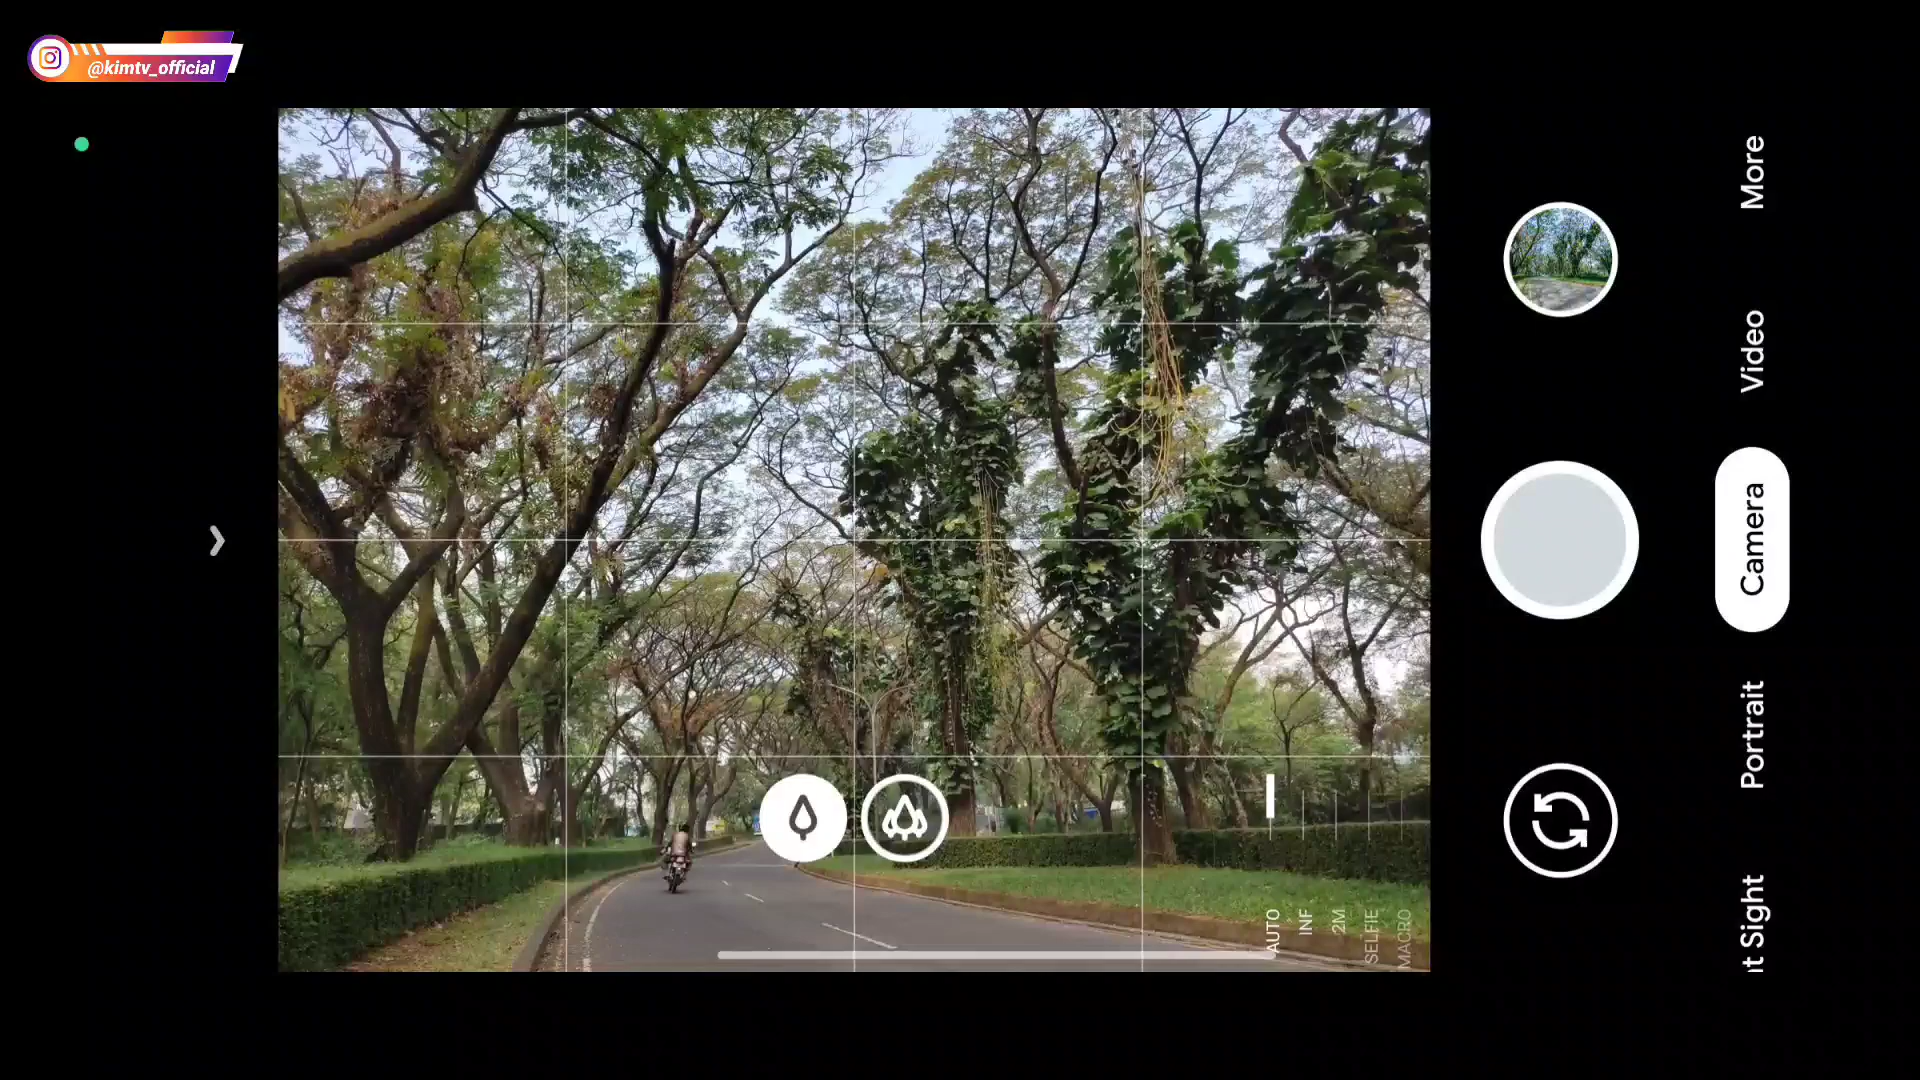 @kimtv_official
More
Video
Camera
Portrait
t Sight
AUTO
INF
2M
SELFIE
MACRO